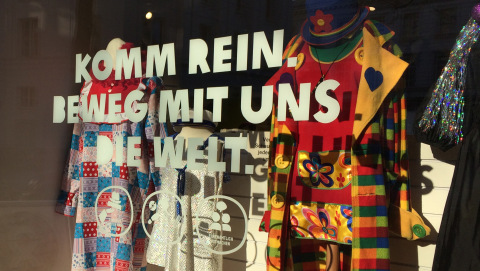 KOMM REIN.
BEWEG MIT UNS
DIE WELT.